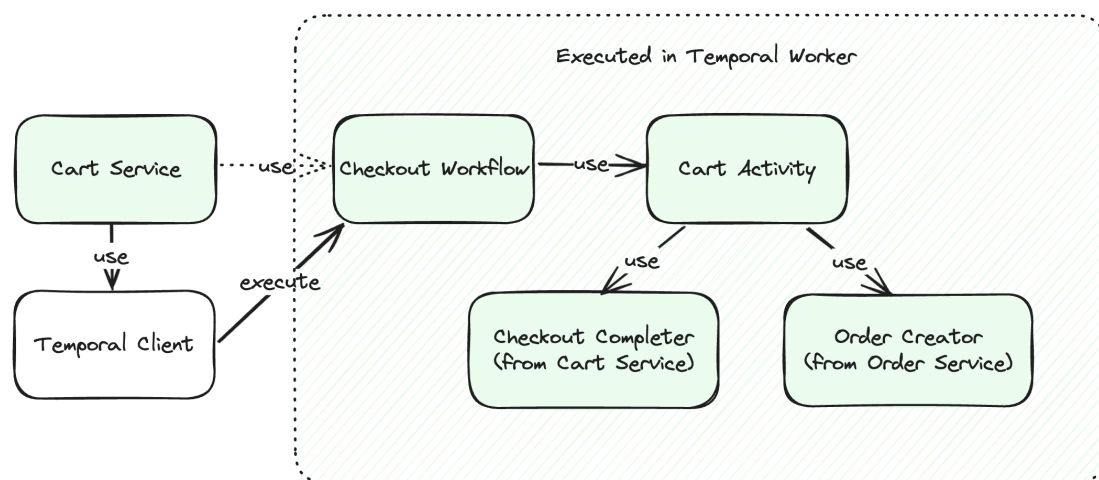 Executed in Temporal Worker
Cart Service
use
Checkout Workflow
use
Cart Activity
use
execute
use
use
Temporal Client
Checkout Completer
(from Cart Service)
Order Creator
(from Order Service)